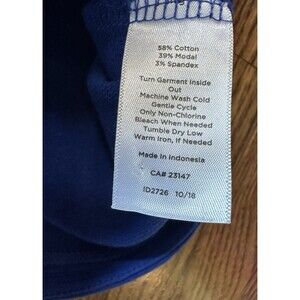 58% Cotton
39% Modal
3% Spandex
Turn Garment Inside
Out
Machine Wash Cold
Gentle Cycle
Only Non-Chlorine
Bleach When Needed
Tumble Dry Low
Warm Iron, If Needed
Made In Indonesia
CA# 23147
ID2726 10/18